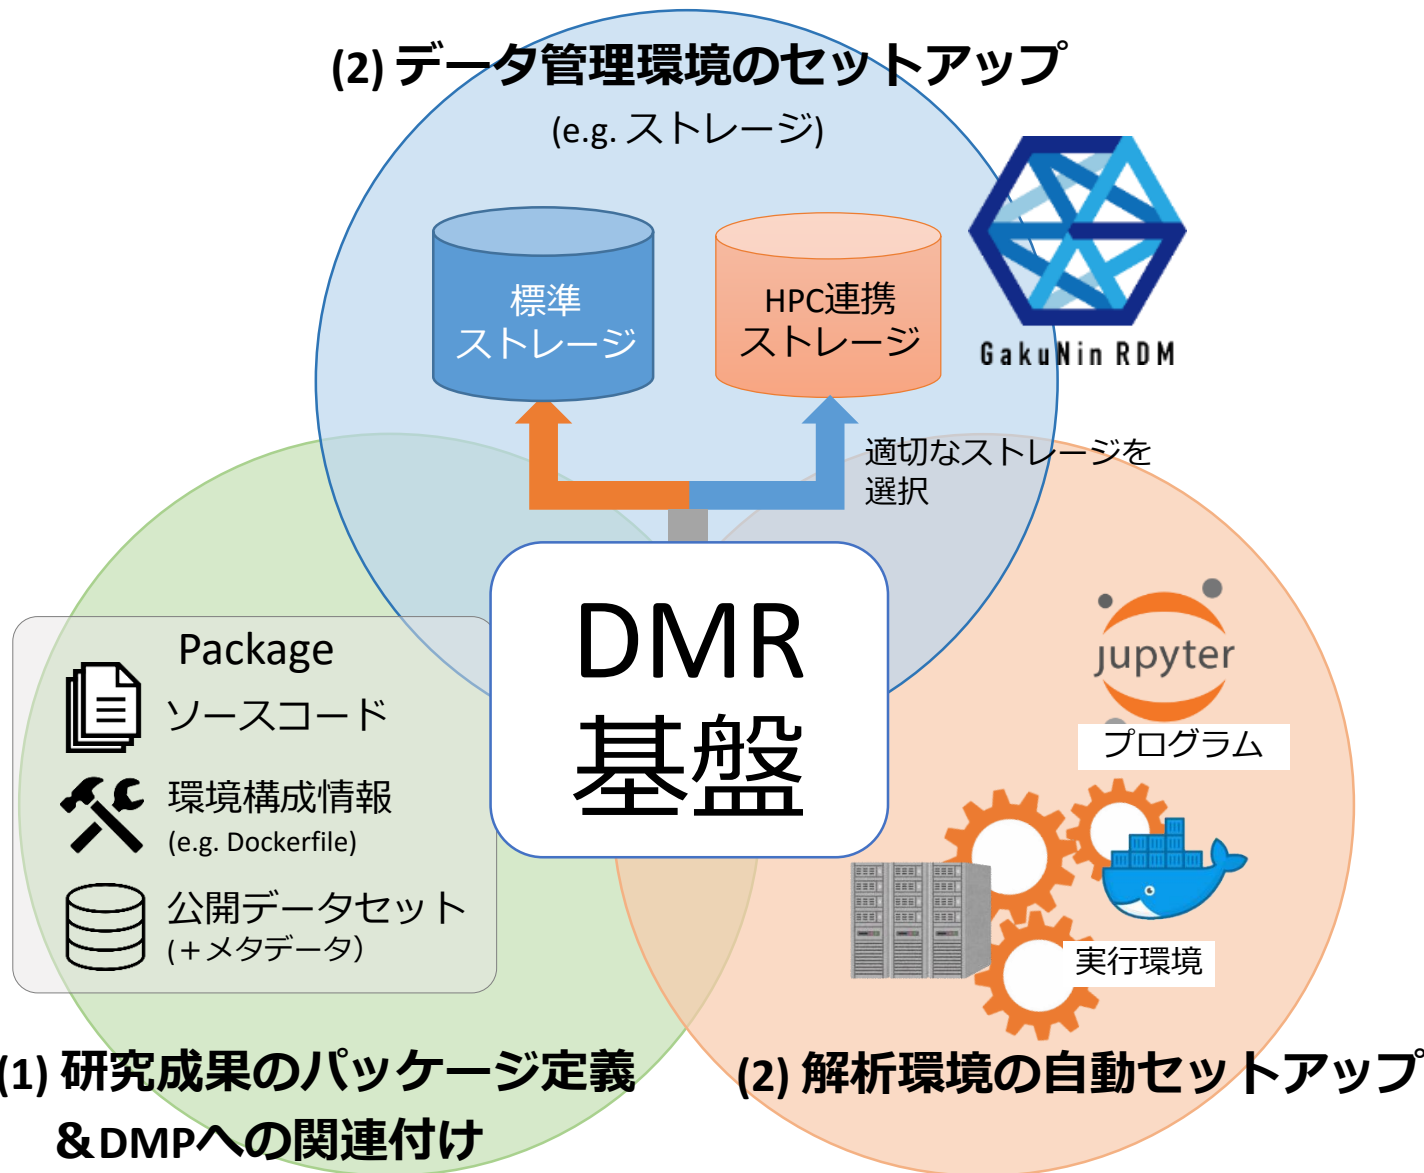 (2) データ管理環境のセットアップ
(e.g. ストレージ)
標準
ストレージ
HPC連携
ストレージ
GakuNin RDM
適切なストレージを
選択
DMR
基盤
Package
ソースコード
環境構成情報
(e.g. Dockerfile)
公開データセット
(+メタデータ)
jupyter
プログラム
実行環境
(1) 研究成果のパッケージ定義
&DMPへの関連付け
(2) 解析環境の自動セットアップ